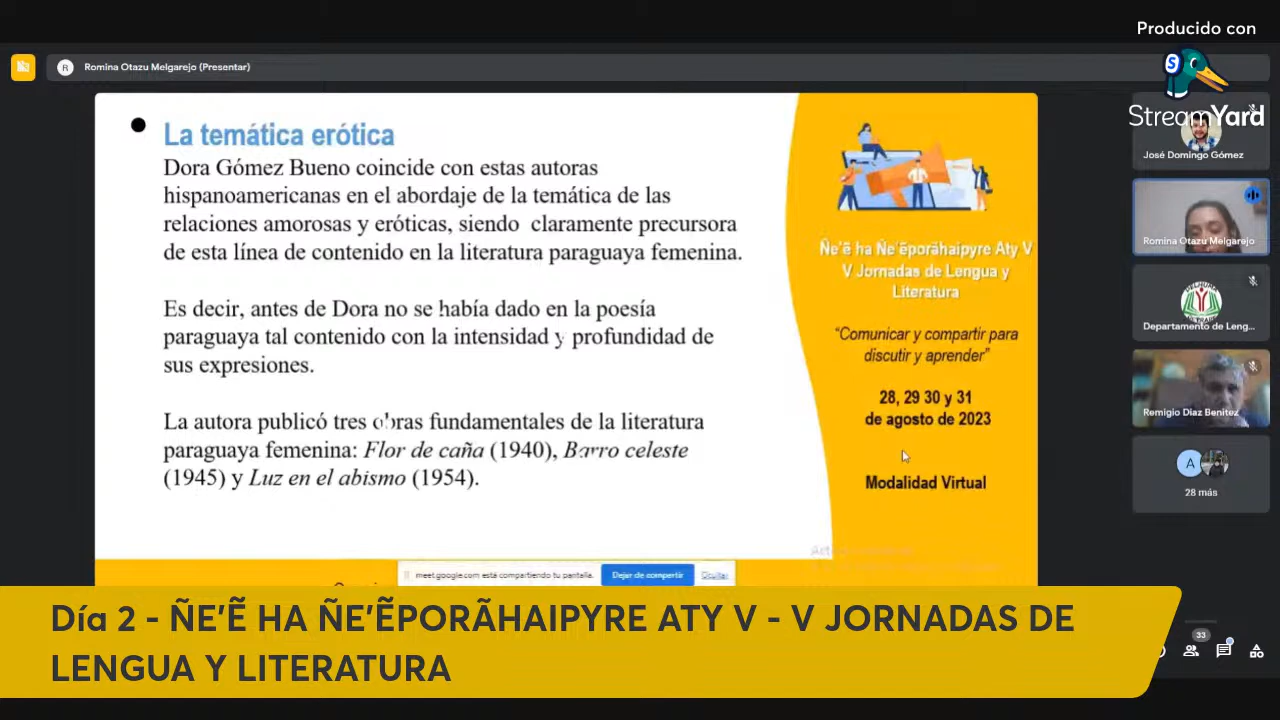 Producido con
StreamYard
R
Romina Otazu Melgarejo (Presentar)
La temática erótica
Dora Gómez Bueno coincide con estas autoras
hispanoamericanas en el abordaje de la temática de las
relaciones amorosas y eróticas, siendo claramente precursora
de esta línea de contenido en la literatura paraguaya femenina.
Es decir, antes de Dora no se había dado en la poesía
paraguaya tal contenido con la intensidad y profundidad de
sus expresiones.
La autora publicó tres obras fundamentales de la literatura
paraguaya femenina: Flor de caña (1940), Barro celeste
(1945) y Luz en el abismo (1954).
Ñe'ẽ ha Ñe'ẽporãhaipyre Aty V
V Jornadas de Lengua y
Literatura
"Comunicar y compartir para
discutir y aprender"
28, 29 30 y 31
de agosto de 2023
Modalidad Virtual
José Domingo Gómez
Romina Otazu Melgarejo
Departamento de Leng...
Remigio Diaz Benitez
A
28 más
meet.google.com está compartiendo tu pantalla.
Dejar de compartir
Ocultar
Día 2 - ÑE'Ẽ HA ÑE'ẼPORÃHAIPYRE ATY V - V JORNADAS DE
LENGUA Y LITERATURA
33